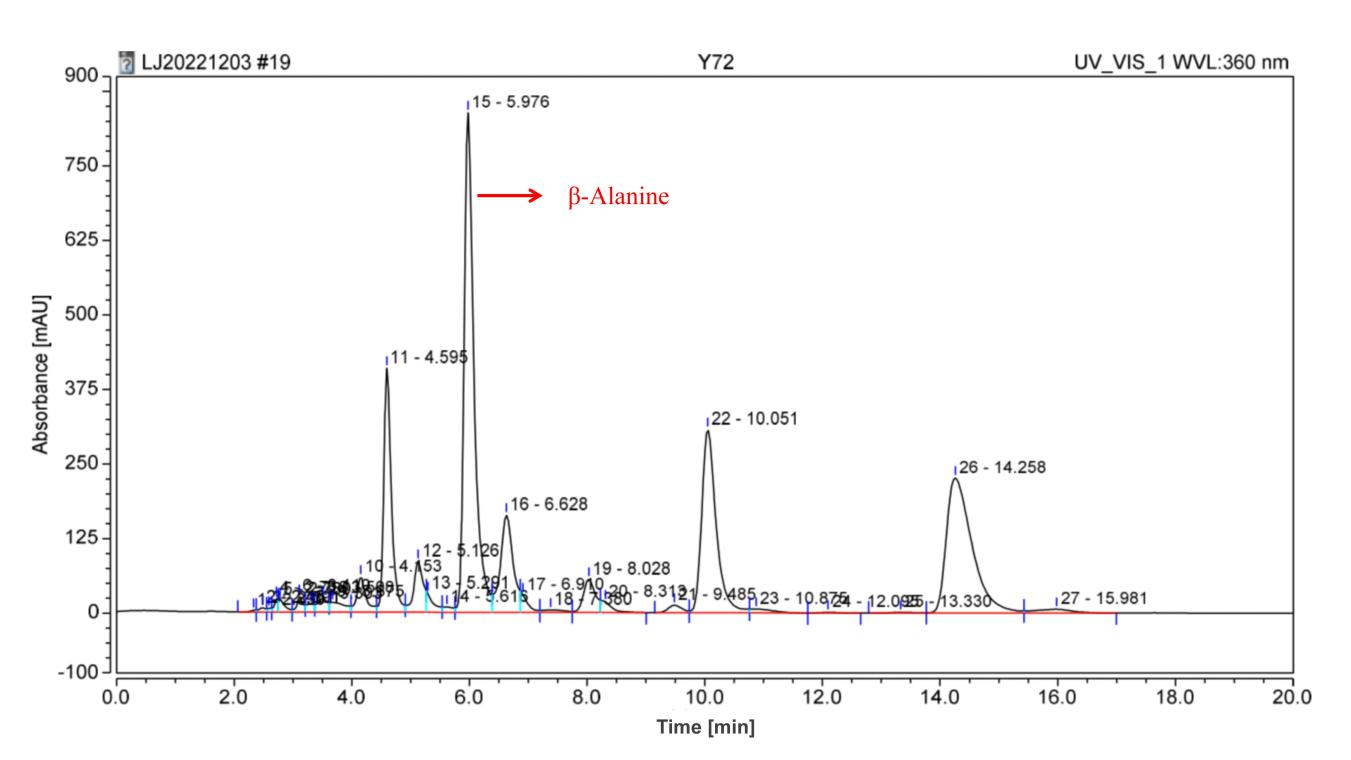 LJ20221203 #19
Y72
UV_VIS_1 WVL:360 nm
900
750
625
500
375
250
125
0
-100
Absorbance [mAU]
15 - 5.976
β-Alanine
11 - 4.595
22 - 10.051
26 - 14.258
16 - 6.628
12 - 5.126
10 - 4.153
19 - 8.028
13 - 5.291
17 - 6.910
20 - 8.313
14 - 5.615
18 - 7.380
21 - 9.485
23 - 10.875
24 - 12.095
25 - 13.330
27 - 15.981
0.0
2.0
4.0
6.0
8.0
10.0
12.0
14.0
16.0
18.0
20.0
Time [min]